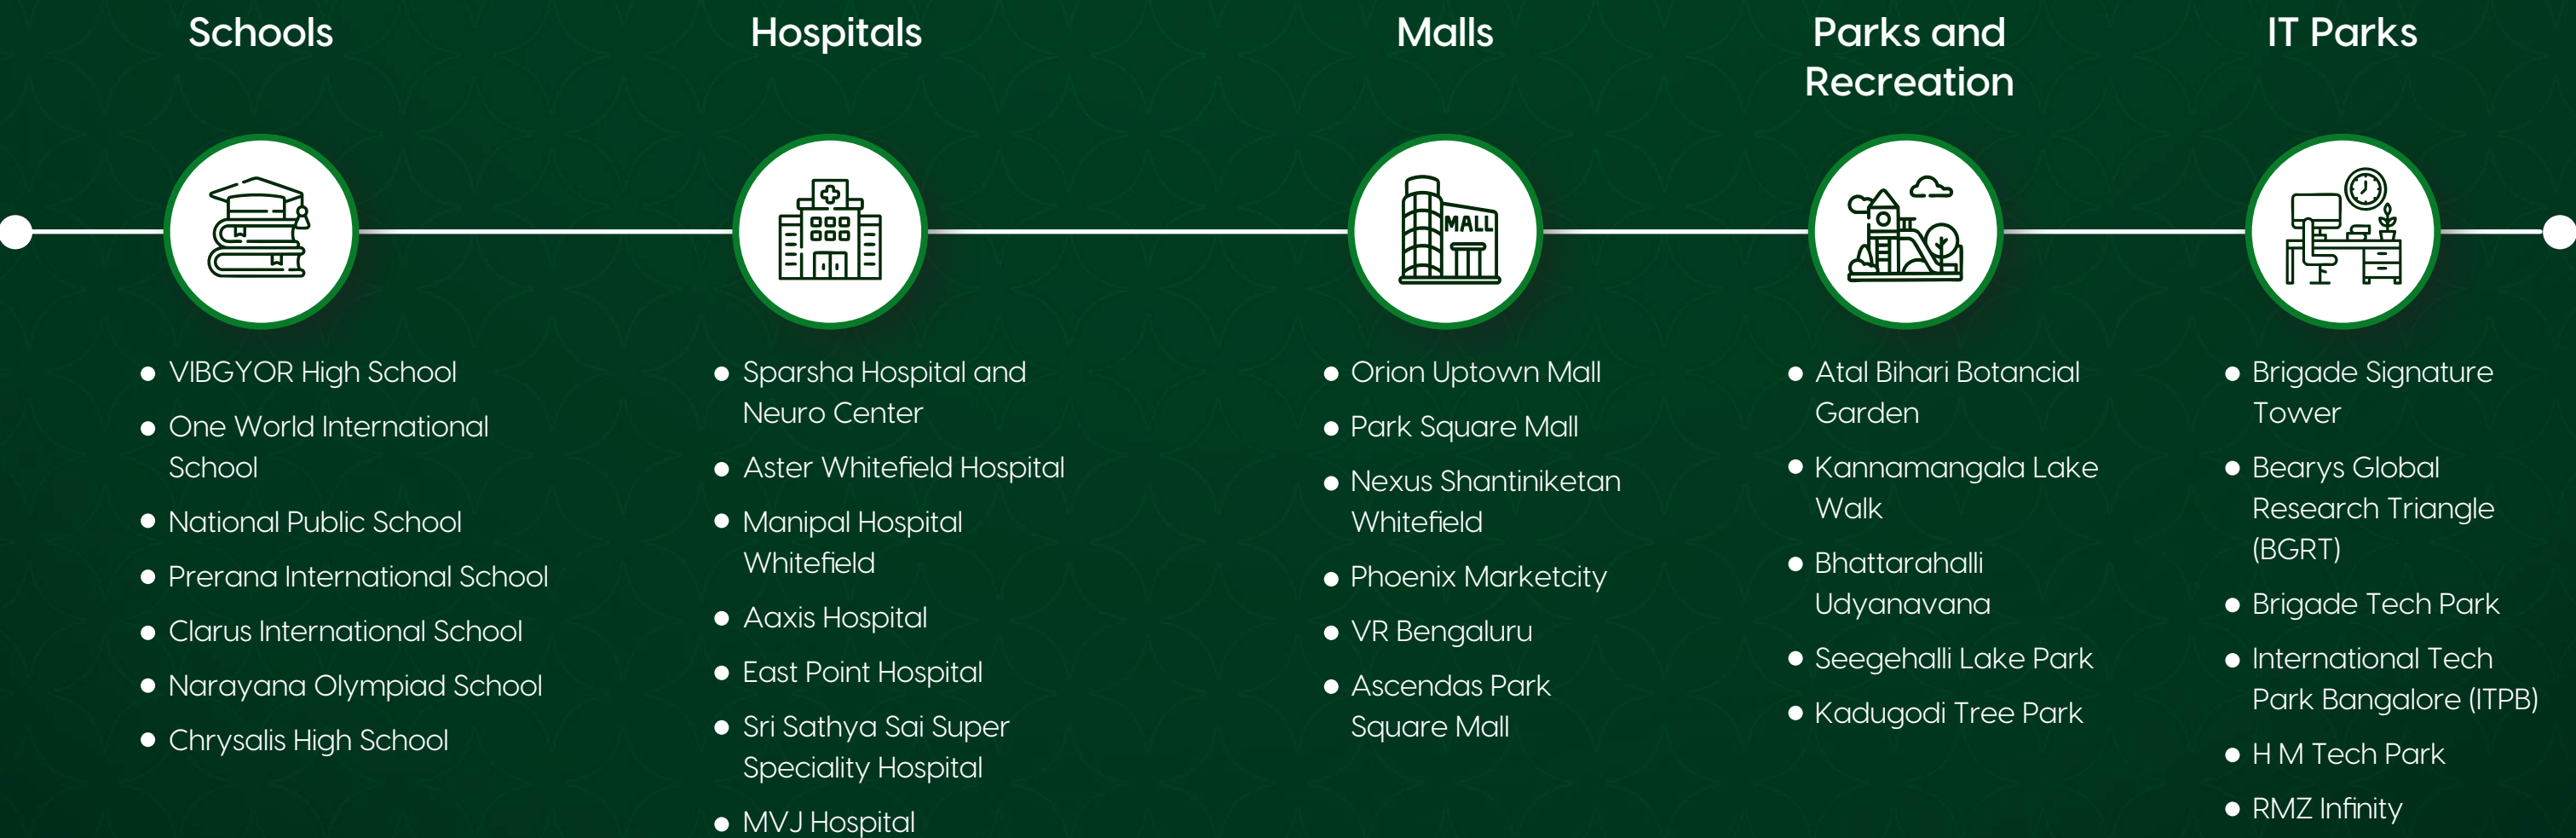 Schools
VIBGYOR High School
One World International
School
National Public School
Prerana International School
Clarus International School
Narayana Olympiad School
Chrysalis High School
Hospitals
Sparsha Hospital and
Neuro Center
Aster Whitefield Hospital
Manipal Hospital
Whitefield
Aaxis Hospital
East Point Hospital
Sri Sathya Sai Super
Speciality Hospital
MVJ Hospital
Malls
MALL
Orion Uptown Mall
Park Square Mall
Nexus Shantiniketan
Whitefield
Phoenix Marketcity
VR Bengaluru
Ascendas Park
Square Mall
Parks and
Recreation
Atal Bihari Botancial
Garden
Kannamangala Lake
Walk
Bhattarahalli
Udyanavana
Seegehalli Lake Park
Kadugodi Tree Park
IT Parks
Brigade Signature
Tower
Bearys Global
Research Triangle
(BGRT)
Brigade Tech Park
International Tech
Park Bangalore (ITPB)
H M Tech Park
RMZ Infinity